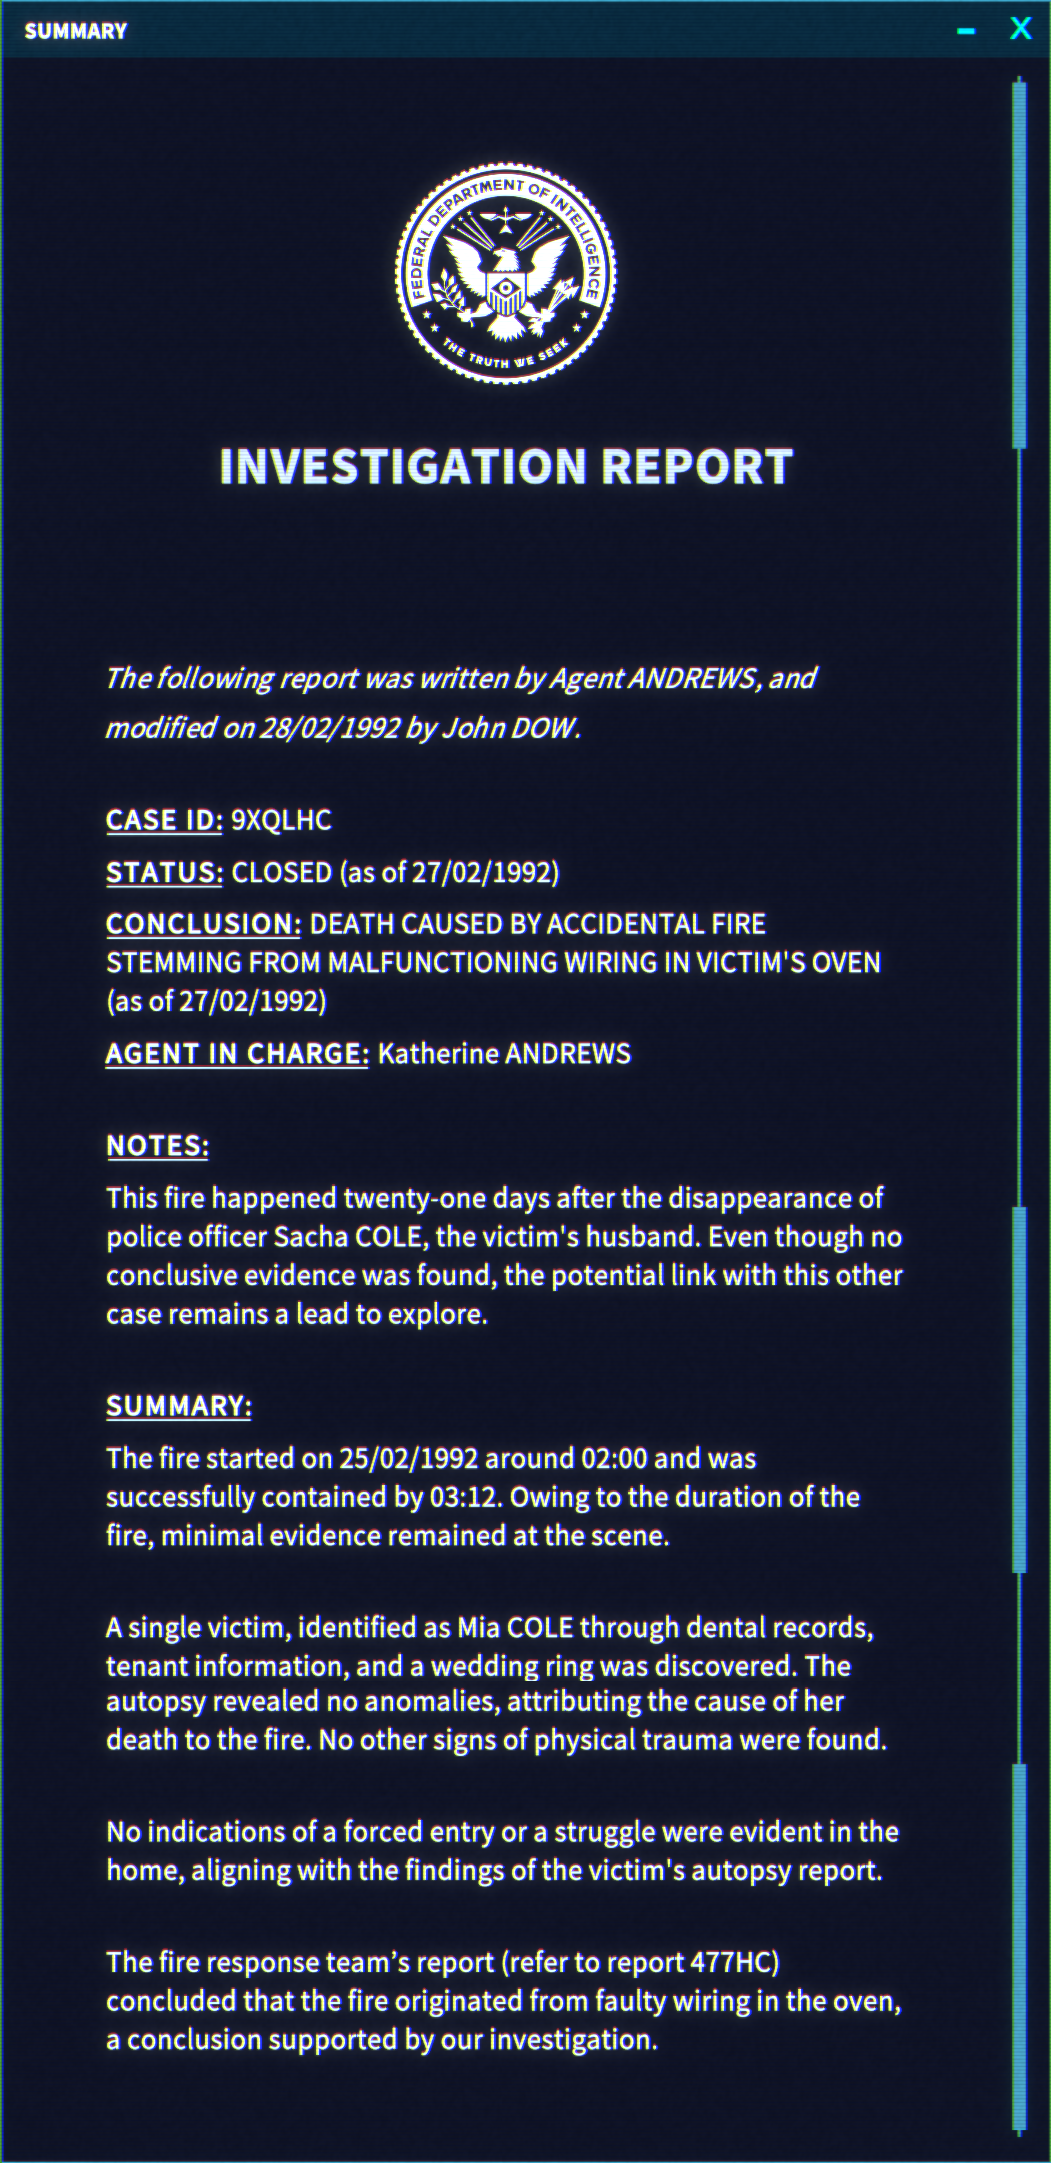 SUMMARY
X
FEDERAL DEPARTMENT OF INTELLIGENCE
THE TRUTH WE SEEK
INVESTIGATION REPORT
The following report was written by Agent ANDREWS, and
modified on 28/02/1992 by John DOW.
CASE ID: 9XQLHC
STATUS: CLOSED (as of 27/02/1992)
CONCLUSION: DEATH CAUSED BY ACCIDENTAL FIRE
STEMMING FROM MALFUNCTIONING WIRING IN VICTIM'S OVEN
(as of 27/02/1992)
AGENT IN CHARGE: Katherine ANDREWS
NOTES:
This fire happened twenty-one days after the disappearance of
police officer Sacha COLE, the victim's husband. Even though no
conclusive evidence was found, the potential link with this other
case remains a lead to explore.
SUMMARY:
The fire started on 25/02/1992 around 02:00 and was
successfully contained by 03:12. Owing to the duration of the
fire, minimal evidence remained at the scene.
A single victim, identified as Mia COLE through dental records,
tenant information, and a wedding ring was discovered. The
autopsy revealed no anomalies, attributing the cause of her
death to the fire. No other signs of physical trauma were found.
No indications of a forced entry or a struggle were evident in the
home, aligning with the findings of the victim's autopsy report.
The fire response team’s report (refer to report 477HC)
concluded that the fire originated from faulty wiring in the oven,
a conclusion supported by our investigation.